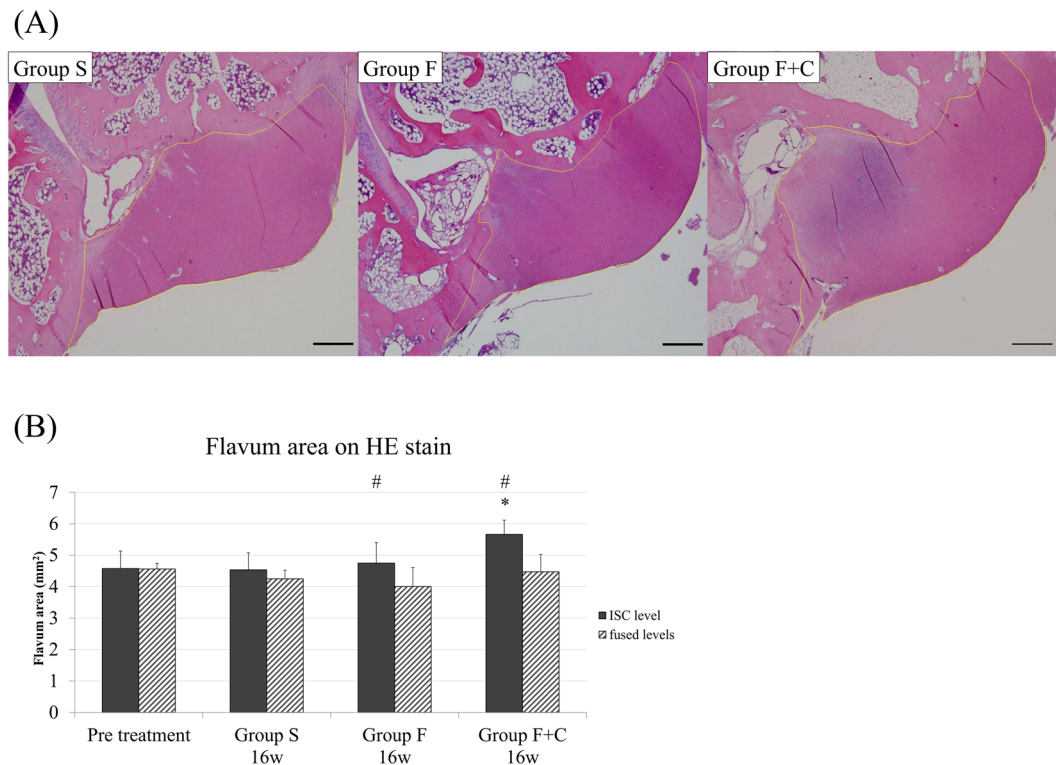 (A)
Group S
Group F
Group F+C
(B)
Flavum area on HE stain
# #
*
7
6
5
4
3
2
1
0
Flavum area (mm²)
ISC level
fused levels
Pre treatment
Group S
16w
Group F
16w
Group F+C
16w